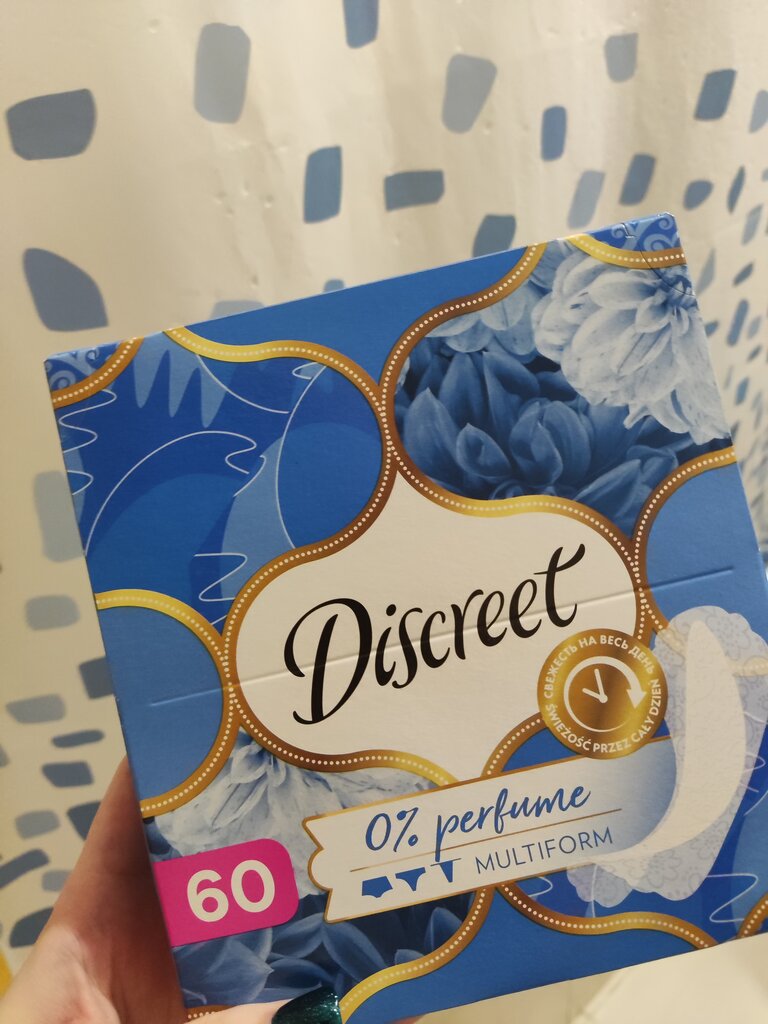 Discreet
СВЕЖЕСТЬ НА ВЕСЬ ДЕНЬ
ŚWIEŻOŚĆ PRZEZ CAŁY DZIEŃ
0% perfume
MULTIFORM
60